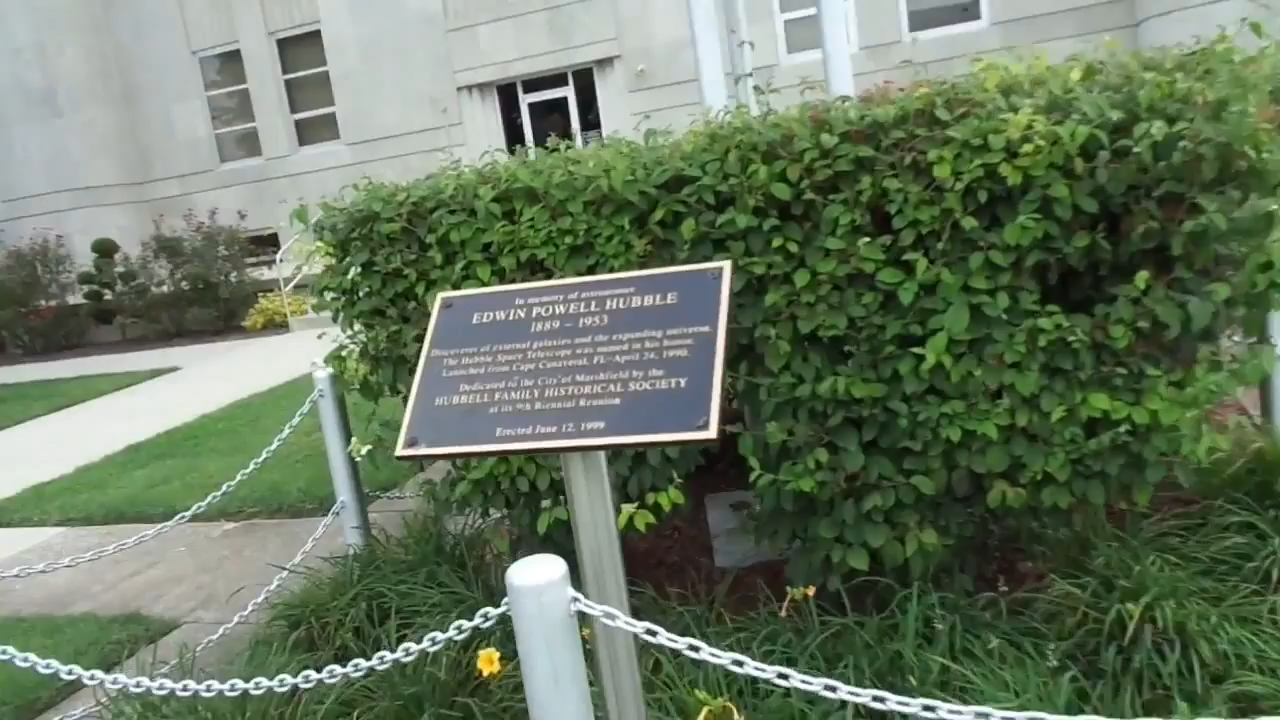 In memory of astronomer
EDWIN POWELL HUBBLE
1889 - 1953
Discoverer of external galaxies and the expanding universe.
The Hubble Space Telescope was named in his honor.
Launched from Cape Canaveral, FL-April 24, 1990.
Dedicated to the City of Marshfield by the
HUBBELL FAMILY HISTORICAL SOCIETY
at its 9th Biennial Reunion
Erected June 12, 1999